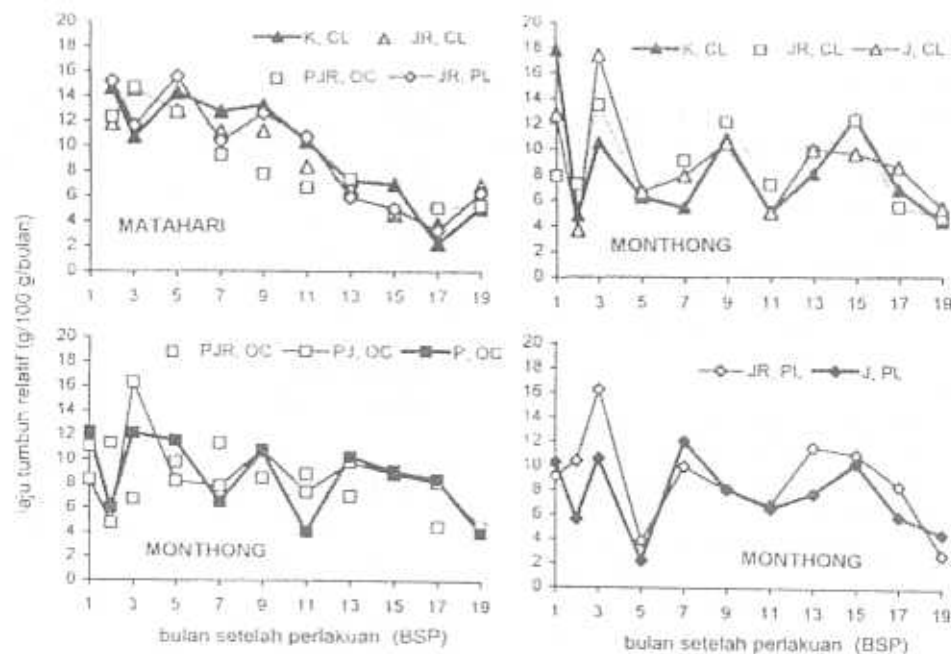 laju tumbuh relatif (g/100 g/bulan)
20
18
16
14
12
10
8
6
4
2
0
K, CL
JR, CL
PJR, OC
JR, PL
MATAHARI
1 3 5 7 9 11 13 15 17 19
20
18
16
14
12
10
8
6
4
2
0
K, CL
JR, CL
J, CL
MONTHONG
1 3 5 7 9 11 13 15 17 19
20
18
16
14
12
10
8
6
4
2
0
PJR, OC
PJ, OC
P, OC
MONTHONG
1 3 5 7 9 11 13 15 17 19
bulan setelah perlakuan (BSP)
20
18
16
14
12
10
8
6
4
2
0
JR, PL
J, PL
MONTHONG
1 3 5 7 9 11 13 15 17 19
bulan setelah perlakuan (BSP)